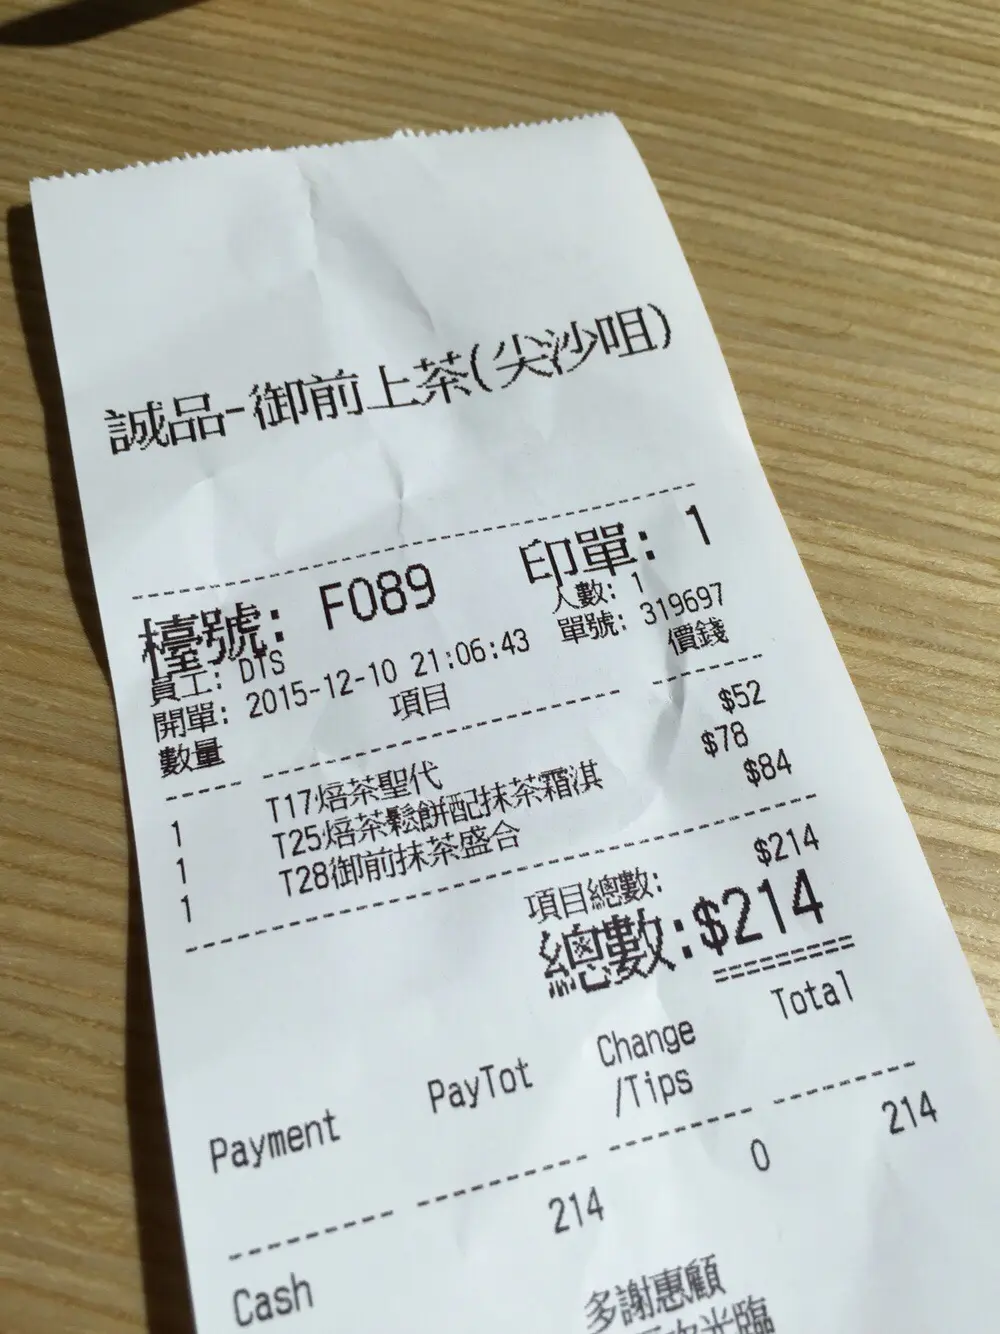 誠品-御前上茶(尖沙咀)
檯號: F089 印單: 1
員工: DTS 人數: 1
開單: 2015-12-10 21:06:43 單號: 319697
數量 項目 價錢
1 T17焙茶聖代 $52
1 T25焙茶鬆餅配抹茶霜淇 $78
1 T28御前抹茶盛合 $84
項目總數: $214
總數:$214
Payment PayTot Change Total
/Tips
Cash 214 0 214
多謝惠顧
光臨